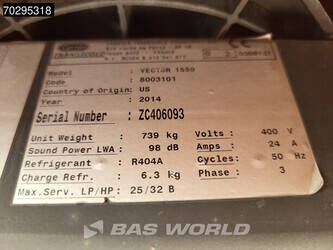 70295318
Model : VECTOR 1550
Code : 8003101
Country of Origin: US
Year : 2014
Serial Number : ZC406093
Unit Weight : 739 kg Volts : 400 V
Sound Power LWA : 98 dB Amps : 24 A
Refrigerant : R404A Cycles: 50 Hz
Charge Refr. : 6.3 kg Phase : 3
Max.Serv. LP/HP : 25/32 B
BAS WORLD